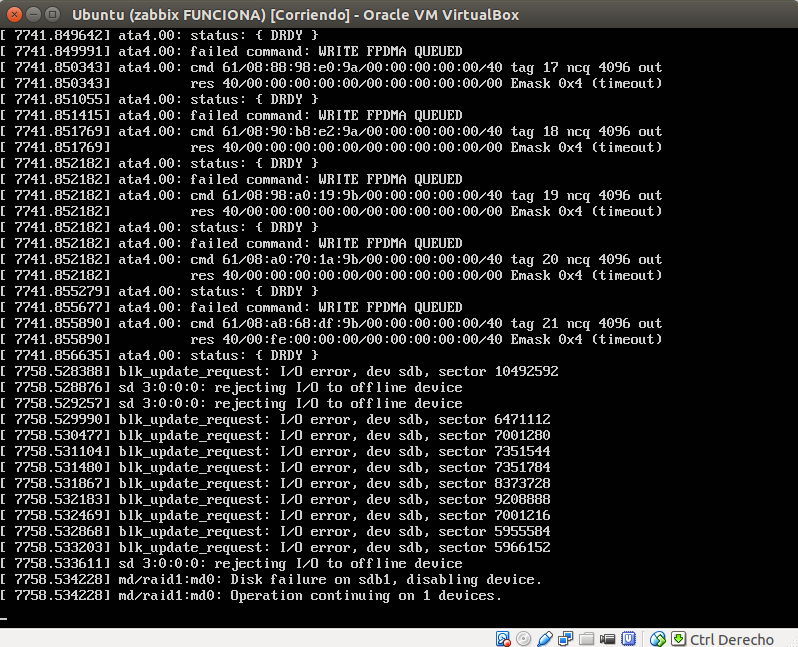 Ubuntu (zabbix FUNCIONA) [Corriendo] - Oracle VM VirtualBox
[ 7741.849642] ata4.00: status: { DRDY }
[ 7741.849991] ata4.00: failed command: WRITE FPDMA QUEUED
[ 7741.850343] ata4.00: cmd 61/08:88:98:e0:9a/00:00:00:00:00/40 tag 17 ncq 4096 out
[ 7741.850343]          res 40/00:00:00:00:00/00:00:00:00:00/00 Emask 0x4 (timeout)
[ 7741.851055] ata4.00: status: { DRDY }
[ 7741.851415] ata4.00: failed command: WRITE FPDMA QUEUED
[ 7741.851769] ata4.00: cmd 61/08:90:b8:e2:9a/00:00:00:00:00/40 tag 18 ncq 4096 out
[ 7741.851769]          res 40/00:00:00:00:00/00:00:00:00:00/00 Emask 0x4 (timeout)
[ 7741.852182] ata4.00: status: { DRDY }
[ 7741.852182] ata4.00: failed command: WRITE FPDMA QUEUED
[ 7741.852182] ata4.00: cmd 61/08:98:a0:19:9b/00:00:00:00:00/40 tag 19 ncq 4096 out
[ 7741.852182]          res 40/00:00:00:00:00/00:00:00:00:00/00 Emask 0x4 (timeout)
[ 7741.852182] ata4.00: status: { DRDY }
[ 7741.852182] ata4.00: failed command: WRITE FPDMA QUEUED
[ 7741.852182] ata4.00: cmd 61/08:a0:70:1a:9b/00:00:00:00:00/40 tag 20 ncq 4096 out
[ 7741.852182]          res 40/00:00:00:00:00/00:00:00:00:00/00 Emask 0x4 (timeout)
[ 7741.855279] ata4.00: status: { DRDY }
[ 7741.855677] ata4.00: failed command: WRITE FPDMA QUEUED
[ 7741.855890] ata4.00: cmd 61/08:a8:68:df:9b/00:00:00:00:00/40 tag 21 ncq 4096 out
[ 7741.855890]          res 40/00:fe:00:00:00/00:00:00:00:00/40 Emask 0x4 (timeout)
[ 7741.856635] ata4.00: status: { DRDY }
[ 7758.528388] blk_update_request: I/O error, dev sdb, sector 10492592
[ 7758.528876] sd 3:0:0:0: rejecting I/O to offline device
[ 7758.529257] sd 3:0:0:0: rejecting I/O to offline device
[ 7758.529990] blk_update_request: I/O error, dev sdb, sector 6471112
[ 7758.530477] blk_update_request: I/O error, dev sdb, sector 7001280
[ 7758.531104] blk_update_request: I/O error, dev sdb, sector 7351544
[ 7758.531480] blk_update_request: I/O error, dev sdb, sector 7351784
[ 7758.531867] blk_update_request: I/O error, dev sdb, sector 8373728
[ 7758.532183] blk_update_request: I/O error, dev sdb, sector 9208888
[ 7758.532469] blk_update_request: I/O error, dev sdb, sector 7001216
[ 7758.532868] blk_update_request: I/O error, dev sdb, sector 5955584
[ 7758.533203] blk_update_request: I/O error, dev sdb, sector 5966152
[ 7758.533611] sd 3:0:0:0: rejecting I/O to offline device
[ 7758.534228] md/raid1:md0: Disk failure on sdb1, disabling device.
[ 7758.534228] md/raid1:md0: Operation continuing on 1 devices.
Ctrl Derecho